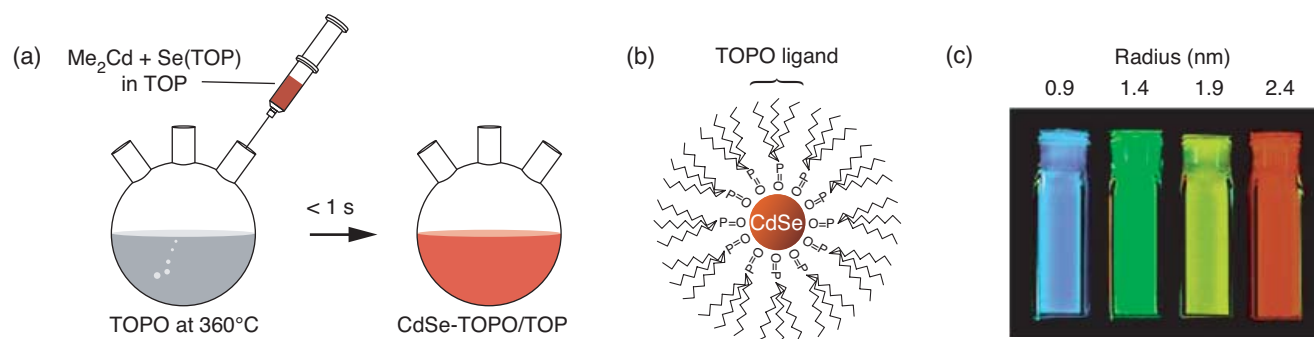 (a)
Me₂Cd + Se(TOP)
in TOP
< 1 s
TOPO at 360°C
CdSe-TOPO/TOP
(b)
TOPO ligand
P=O
P=O
O=P
P=O
O=P
P=O
CdSe
O=P
P=O
O=P
P=O
O=P
O=P
(c)
Radius (nm)
0.9 1.4 1.9 2.4